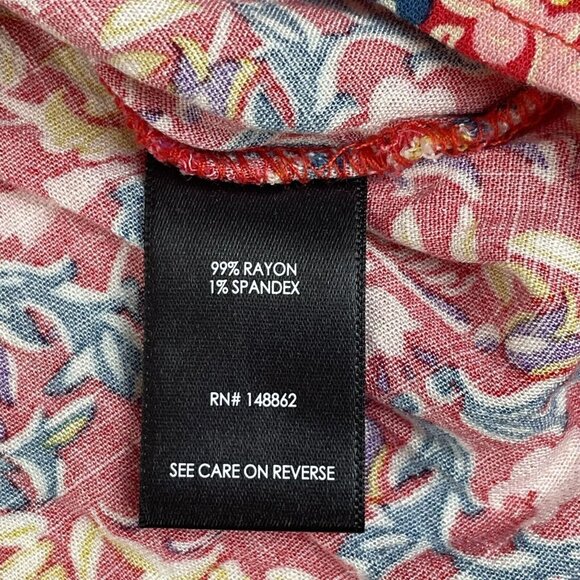 99% RAYON
1% SPANDEX
RN# 148862
SEE CARE ON REVERSE